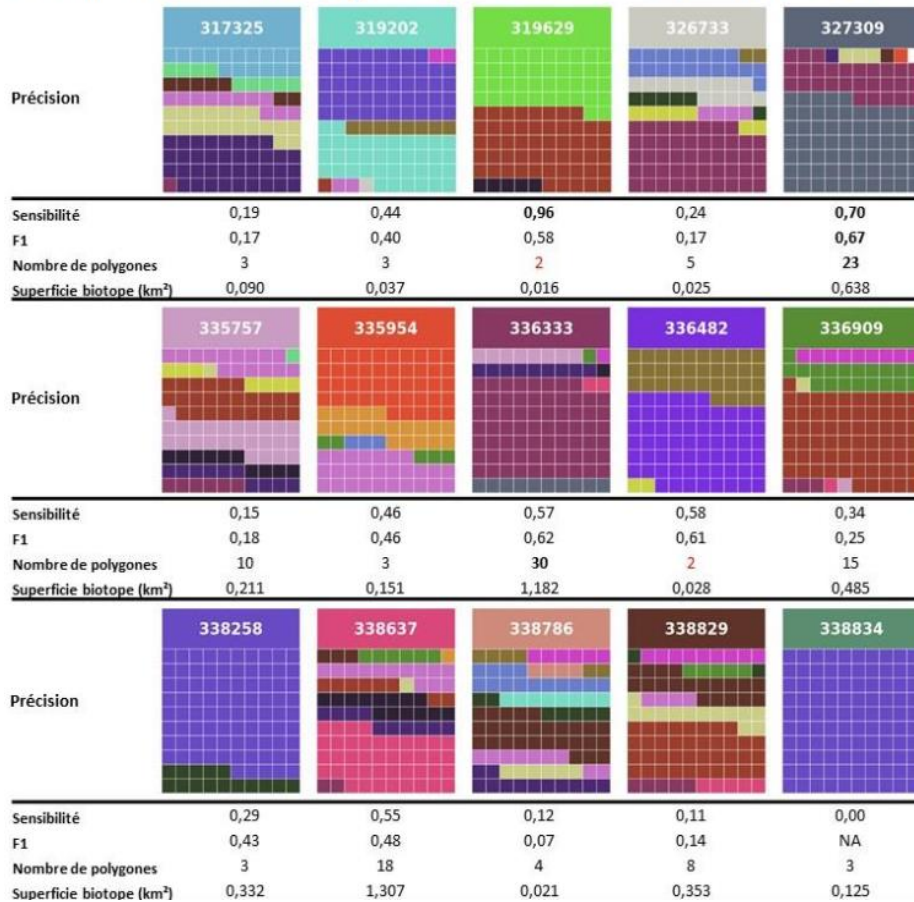 317325 319202 319629 326733 327309
Précision
Sensibilité 0,19 0,44 0,96 0,24 0,70
F1 0,17 0,40 0,58 0,17 0,67
Nombre de polygones 3 3 2 5 23
Superficie biotope (km²) 0,090 0,037 0,016 0,025 0,638
335757 335954 336333 336482 336909
Précision
Sensibilité 0,15 0,46 0,57 0,58 0,34
F1 0,18 0,46 0,62 0,61 0,25
Nombre de polygones 10 3 30 2 15
Superficie biotope (km²) 0,211 0,151 1,182 0,028 0,485
338258 338637 338786 338829 338834
Précision
Sensibilité 0,29 0,55 0,12 0,11 0,00
F1 0,43 0,48 0,07 0,14 NA
Nombre de polygones 3 18 4 8 3
Superficie biotope (km²) 0,332 1,307 0,021 0,353 0,125